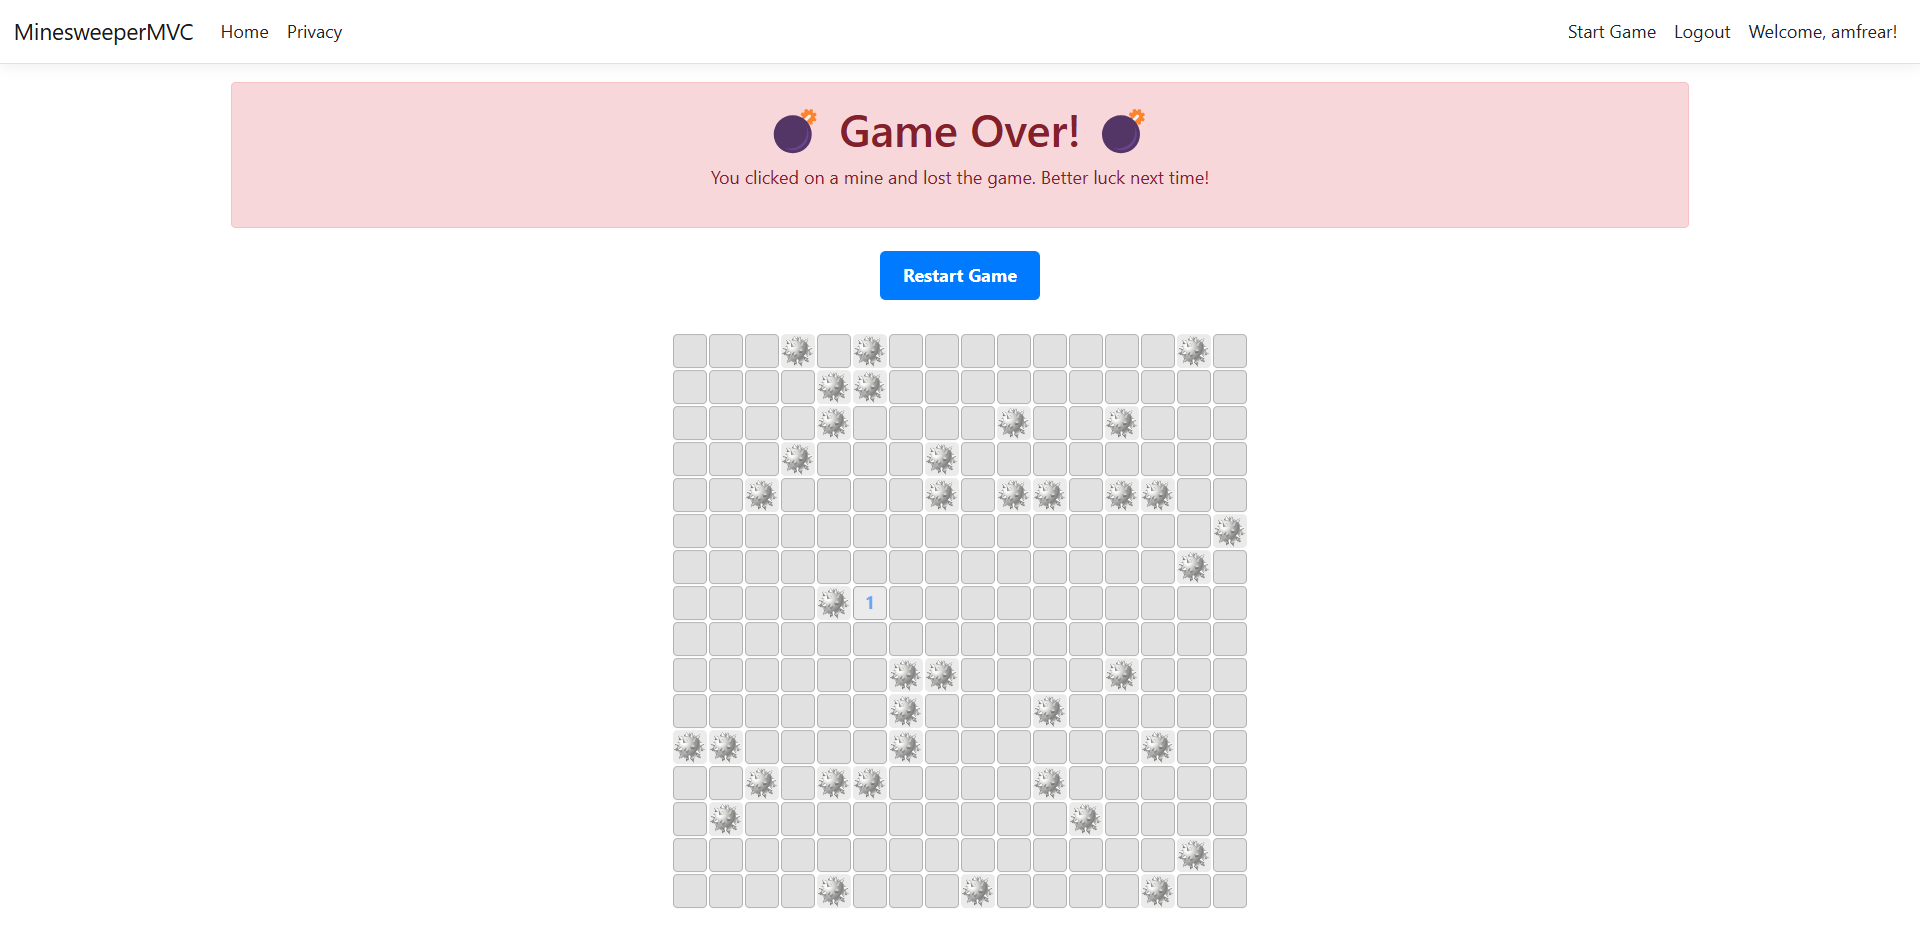 MinesweeperMVC Home Privacy Start Game Logout Welcome, amfrear!
Game Over!
You clicked on a mine and lost the game. Better luck next time!
Restart Game
1